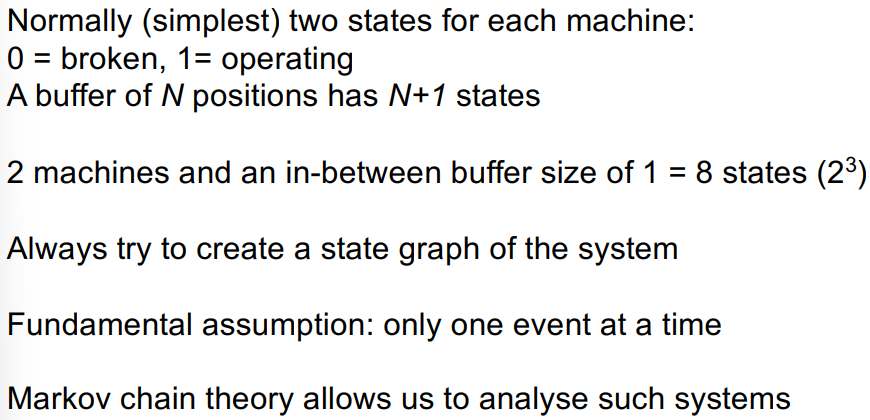 Normally (simplest) two states for each machine:
0 = broken, 1= operating
A buffer of N positions has N+1 states
2 machines and an in-between buffer size of 1 = 8 states (2³)
Always try to create a state graph of the system
Fundamental assumption: only one event at a time
Markov chain theory allows us to analyse such systems